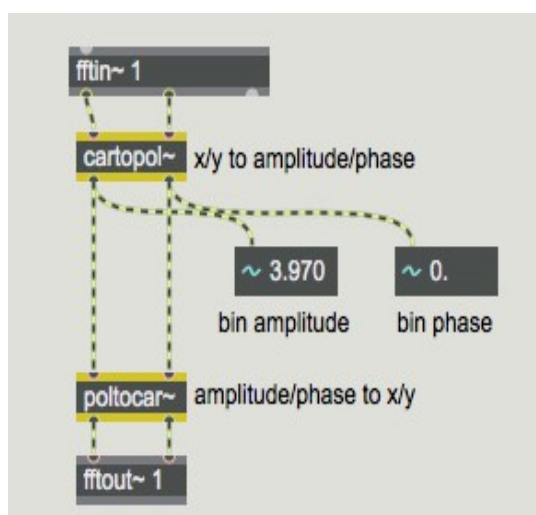 fftin~ 1
cartopol~ x/y to amplitude/phase
~ 3.970 ~ 0.
bin amplitude bin phase
poltocar~ amplitude/phase to x/y
fftout~ 1